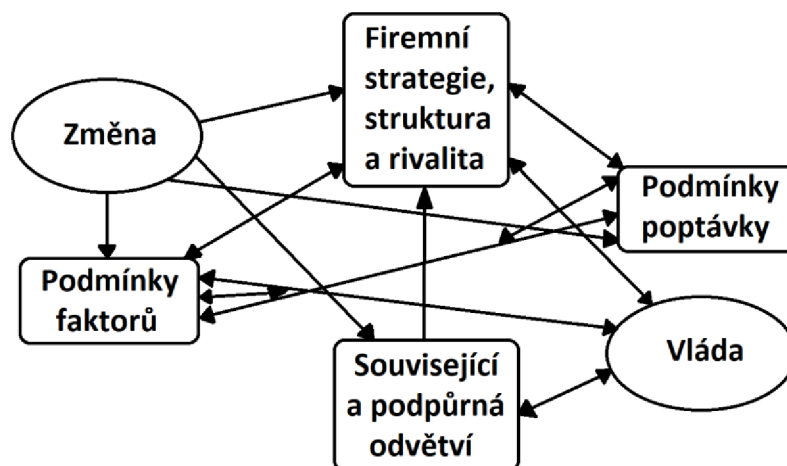 Firemní
strategie,
struktura
a rivalita
Změna
Podmínky
poptávky
Podmínky
faktorů
Související
a podpůrná
odvětví
Vláda